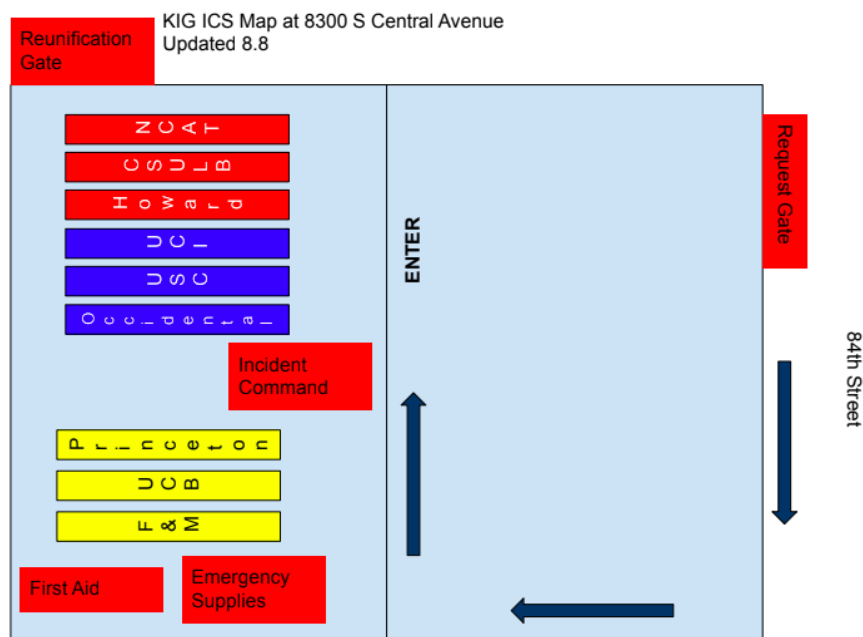 KIG ICS Map at 8300 S Central Avenue
Updated 8.8
Reunification
Gate
NCAT
CSULB
Howard
UCI
USC
Occidental
Incident
Command
Princeton
UCB
F&M
First Aid
Emergency
Supplies
ENTER
Request Gate
84th Street